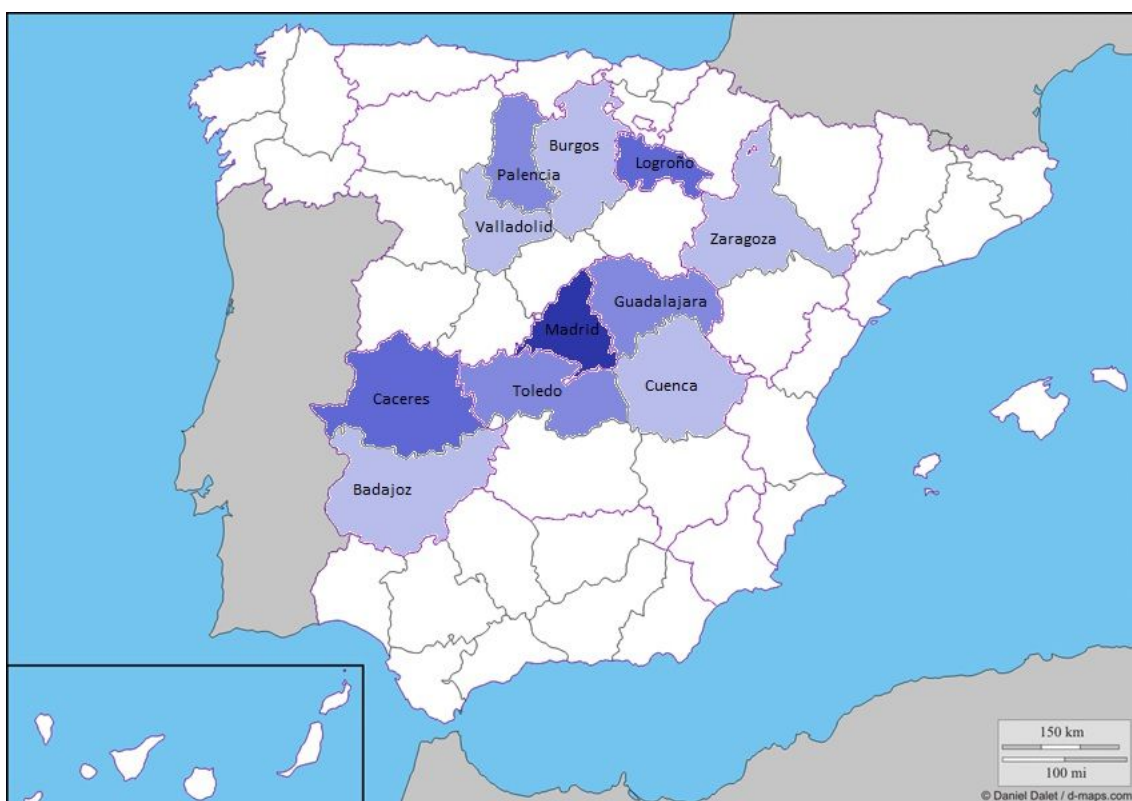 Burgos
Logroño
Palencia
Valladolid
Zaragoza
Guadalajara
Madrid
Cuenca
Toledo
Caceres
Badajoz
150 km
100 mi
© Daniel Dalet / d-maps.com